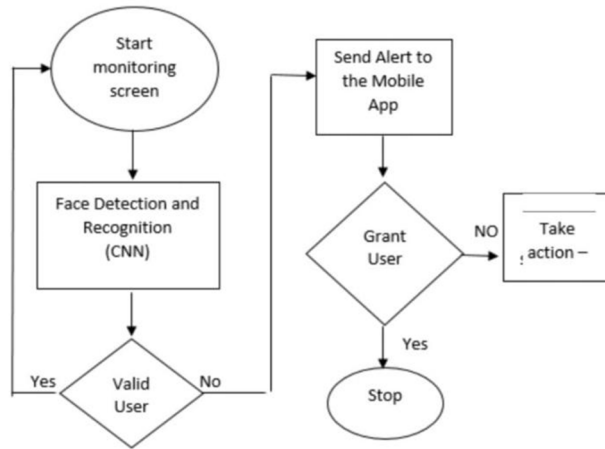 Start
monitoring
screen
Face Detection and
Recognition
(CNN)
Valid
User
Yes
No
Send Alert to
the Mobile
App
Grant
User
NO
Take
action –
Yes
Stop